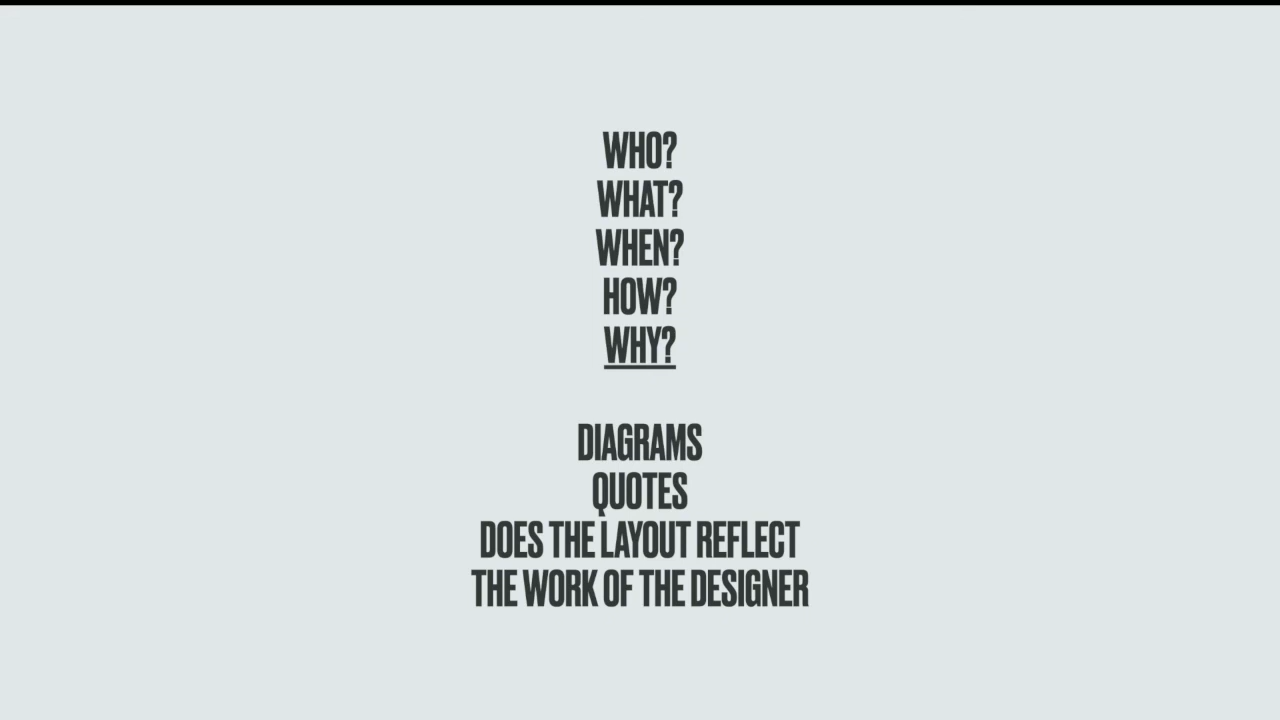 WHO?
WHAT?
WHEN?
HOW?
WHY?
DIAGRAMS
QUOTES
DOES THE LAYOUT REFLECT
THE WORK OF THE DESIGNER